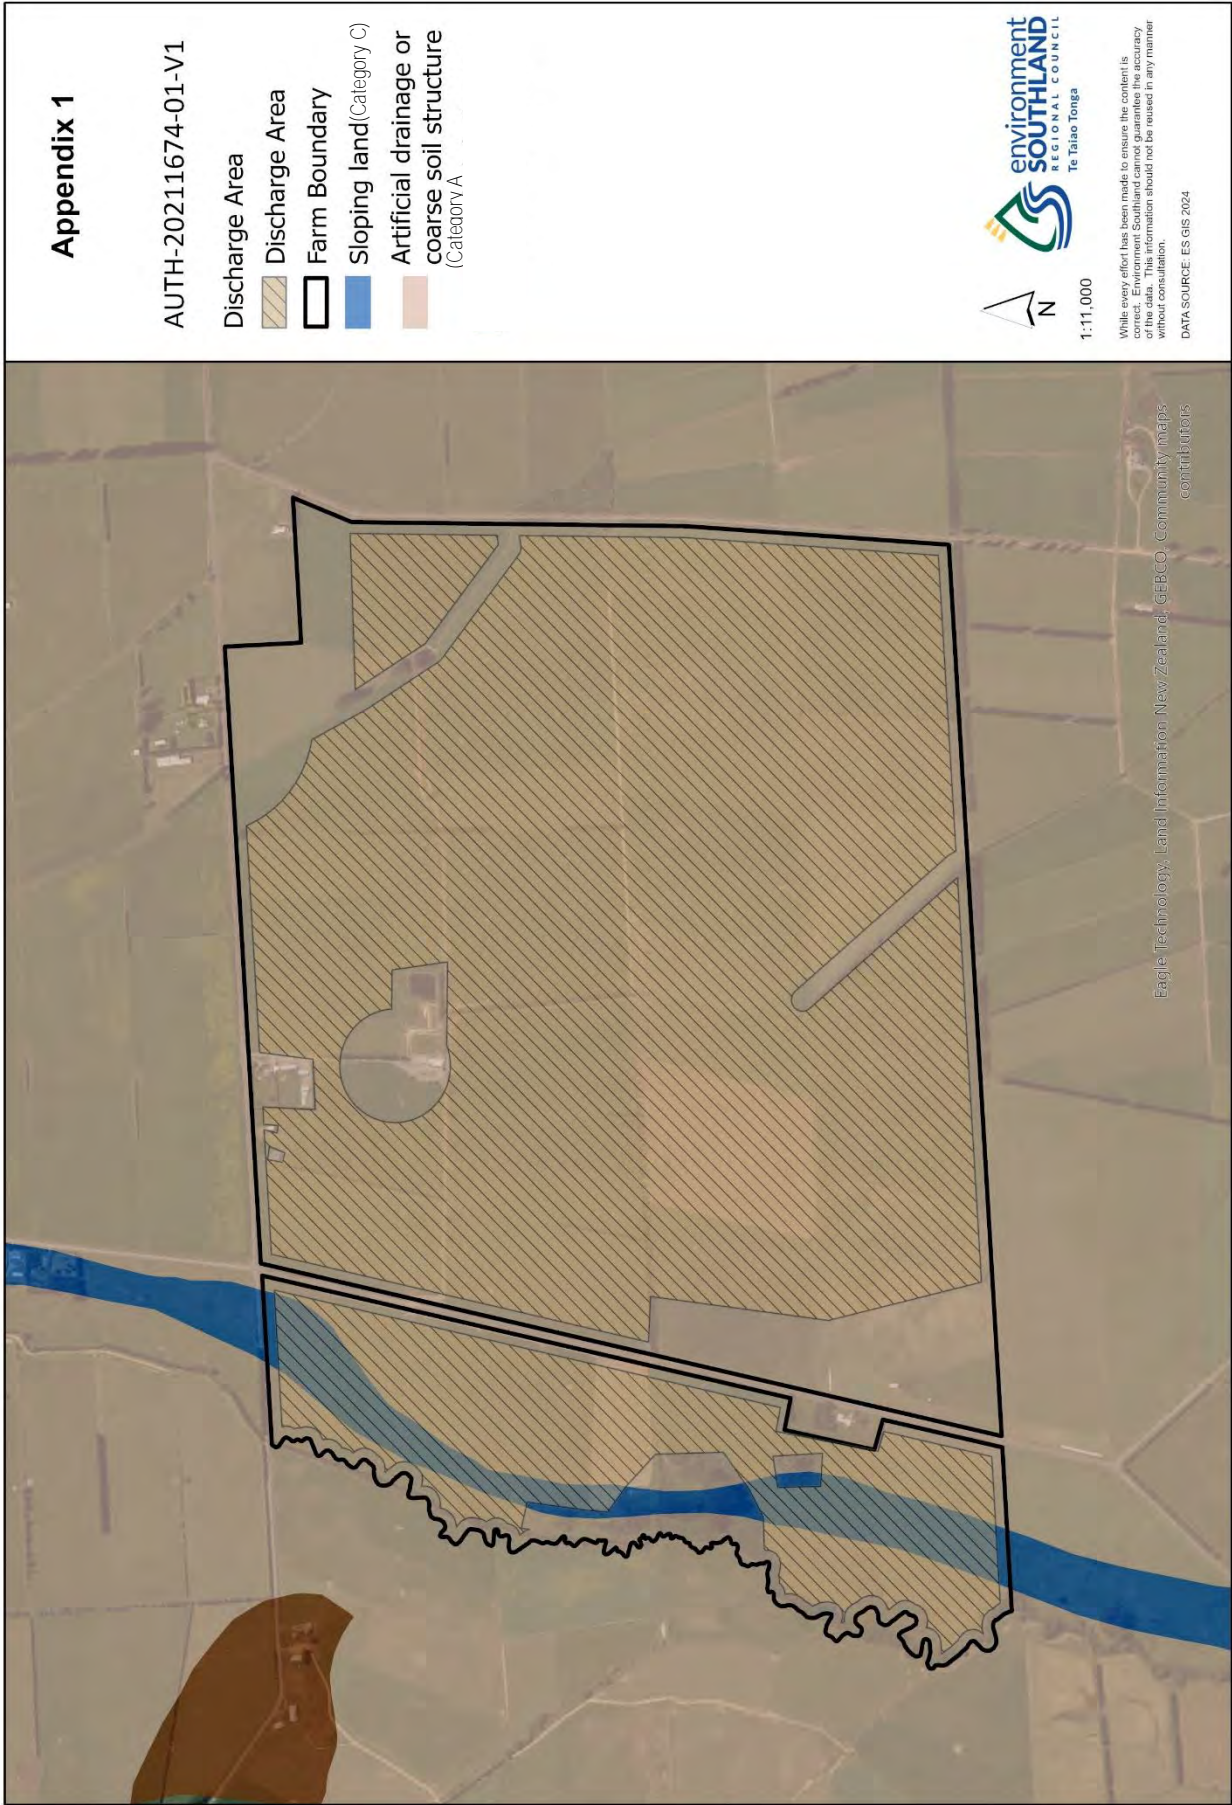 Appendix 1
AUTH-20211674-01-V1
Discharge Area
Discharge Area
Farm Boundary
Sloping land(Category C)
Artificial drainage or
coarse soil structure
(Category A
environment
SOUTHLAND
REGIONAL COUNCIL
Te Taiao Tonga
N
1:11,000
While every effort has been made to ensure the content is
correct. Environment Southland cannot guarantee the accuracy
of the data. This information should not be reused in any manner
without consultation.
DATA SOURCE: ES GIS 2024
Eagle Technology, Land Information New Zealand, GEBCO, Community maps
contributors